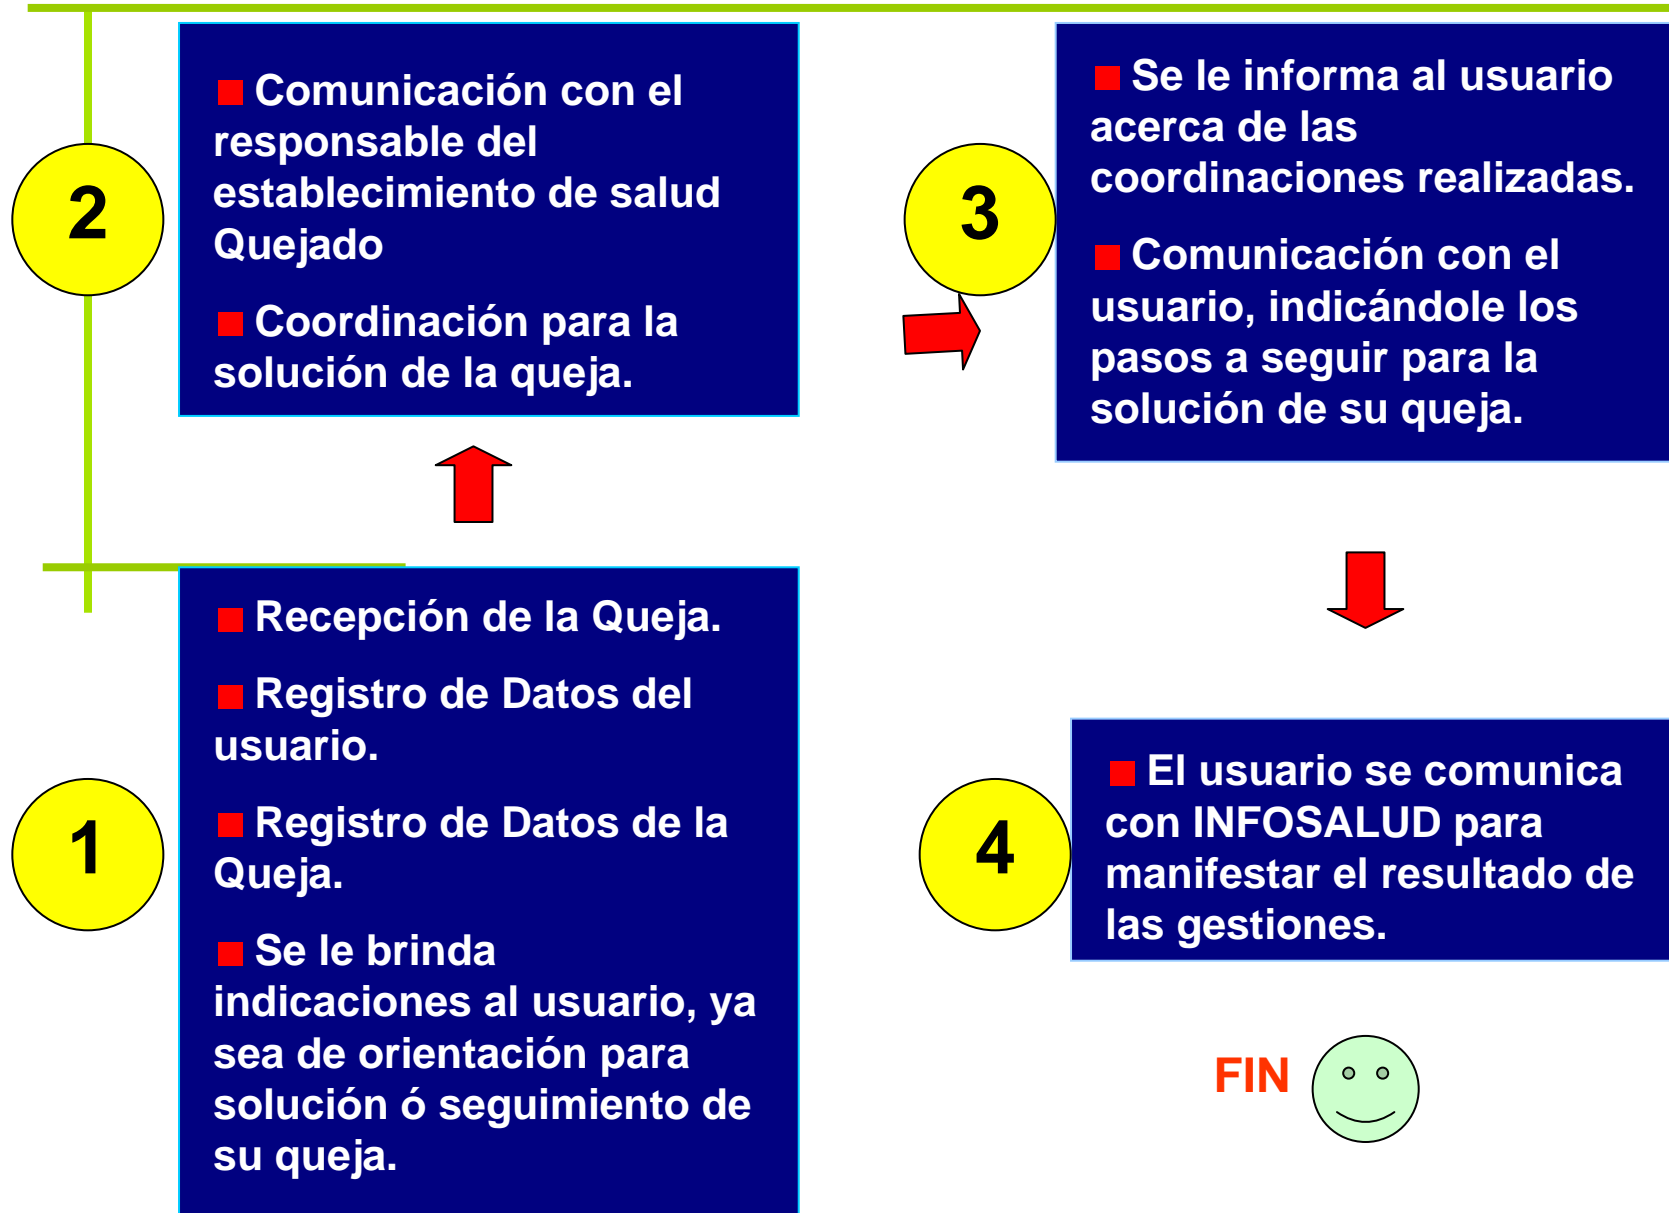 2
Comunicación con el
responsable del
establecimiento de salud
Quejado
Coordinación para la
solución de la queja.
3
Se le informa al usuario
acerca de las
coordinaciones realizadas.
Comunicación con el
usuario, indicándole los
pasos a seguir para la
solución de su queja.
1
Recepción de la Queja.
Registro de Datos del
usuario.
Registro de Datos de la
Queja.
Se le brinda
indicaciones al usuario, ya
sea de orientación para
solución ó seguimiento de
su queja.
4
El usuario se comunica
con INFOSALUD para
manifestar el resultado de
las gestiones.
FIN